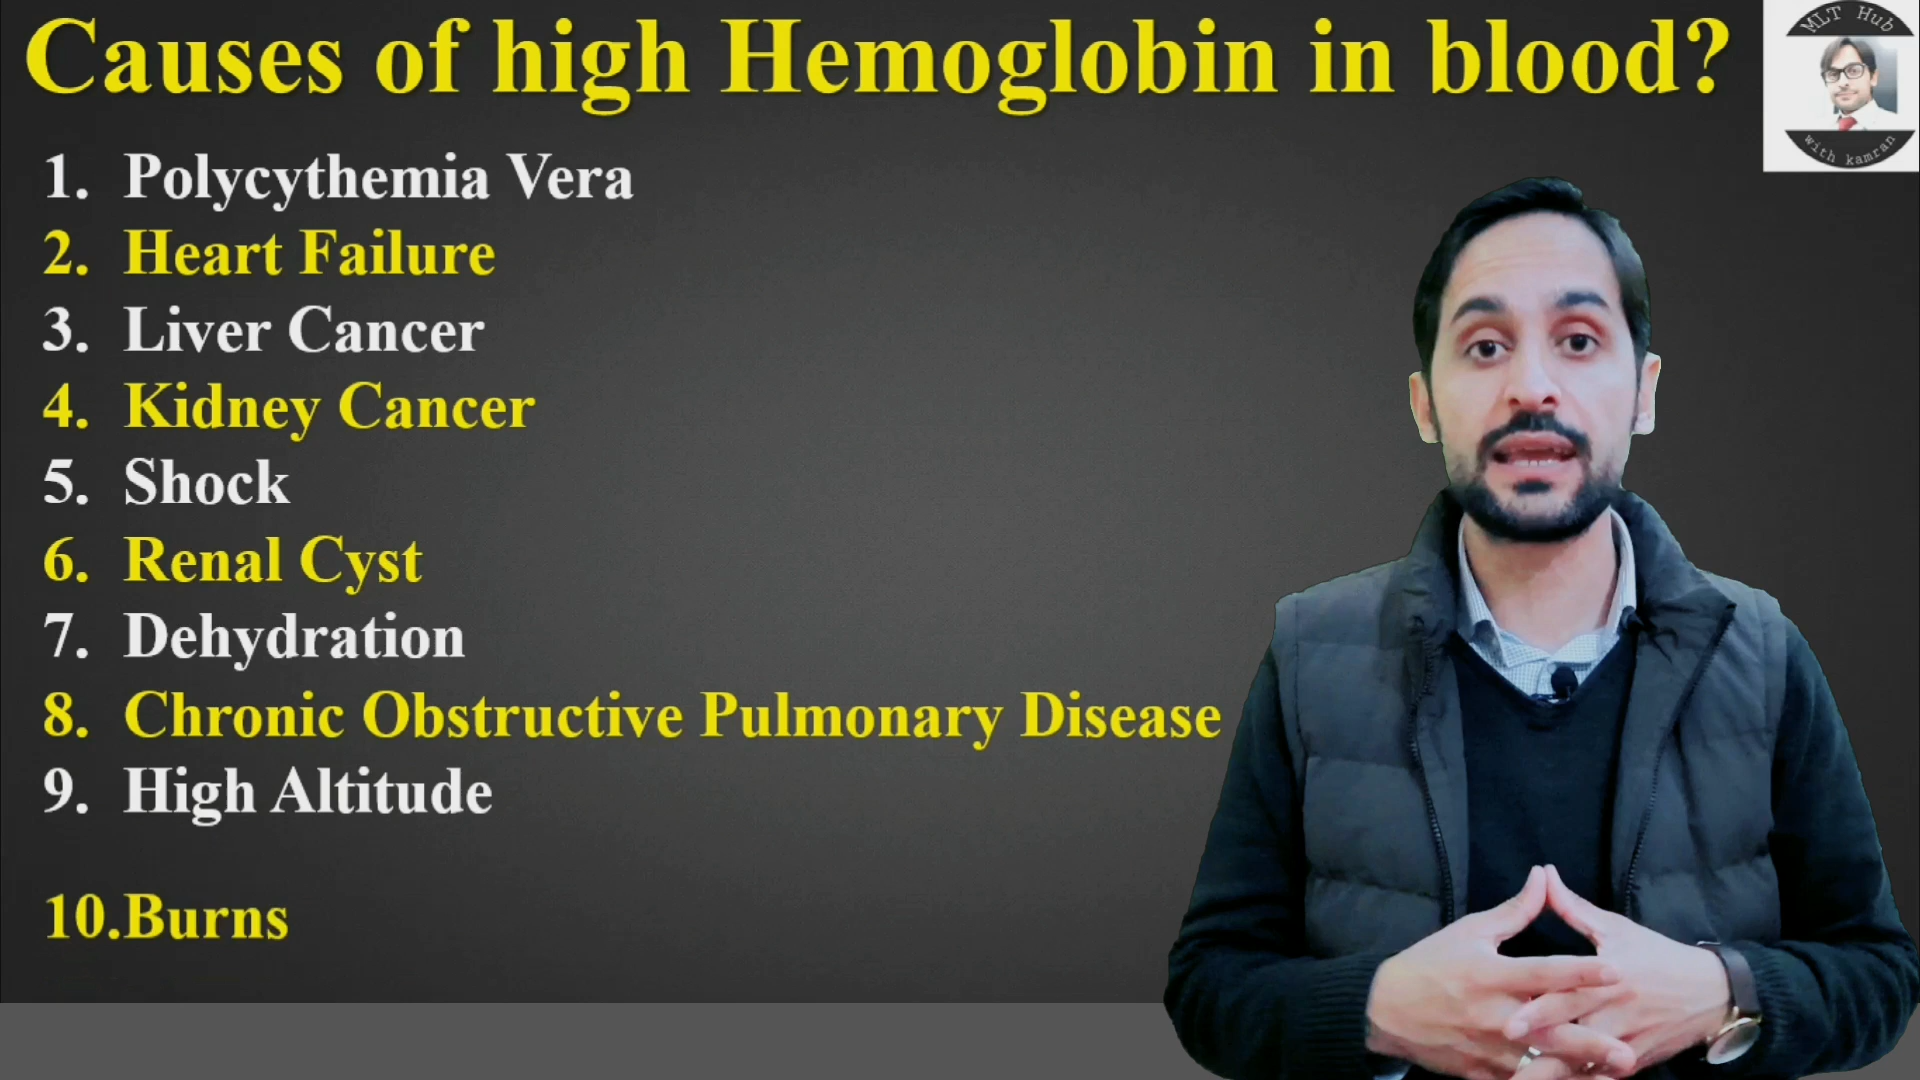 Causes of high Hemoglobin in blood?
MLT Hub
with kamran
1. Polycythemia Vera
2. Heart Failure
3. Liver Cancer
4. Kidney Cancer
5. Shock
6. Renal Cyst
7. Dehydration
8. Chronic Obstructive Pulmonary Disease
9. High Altitude
10.Burns